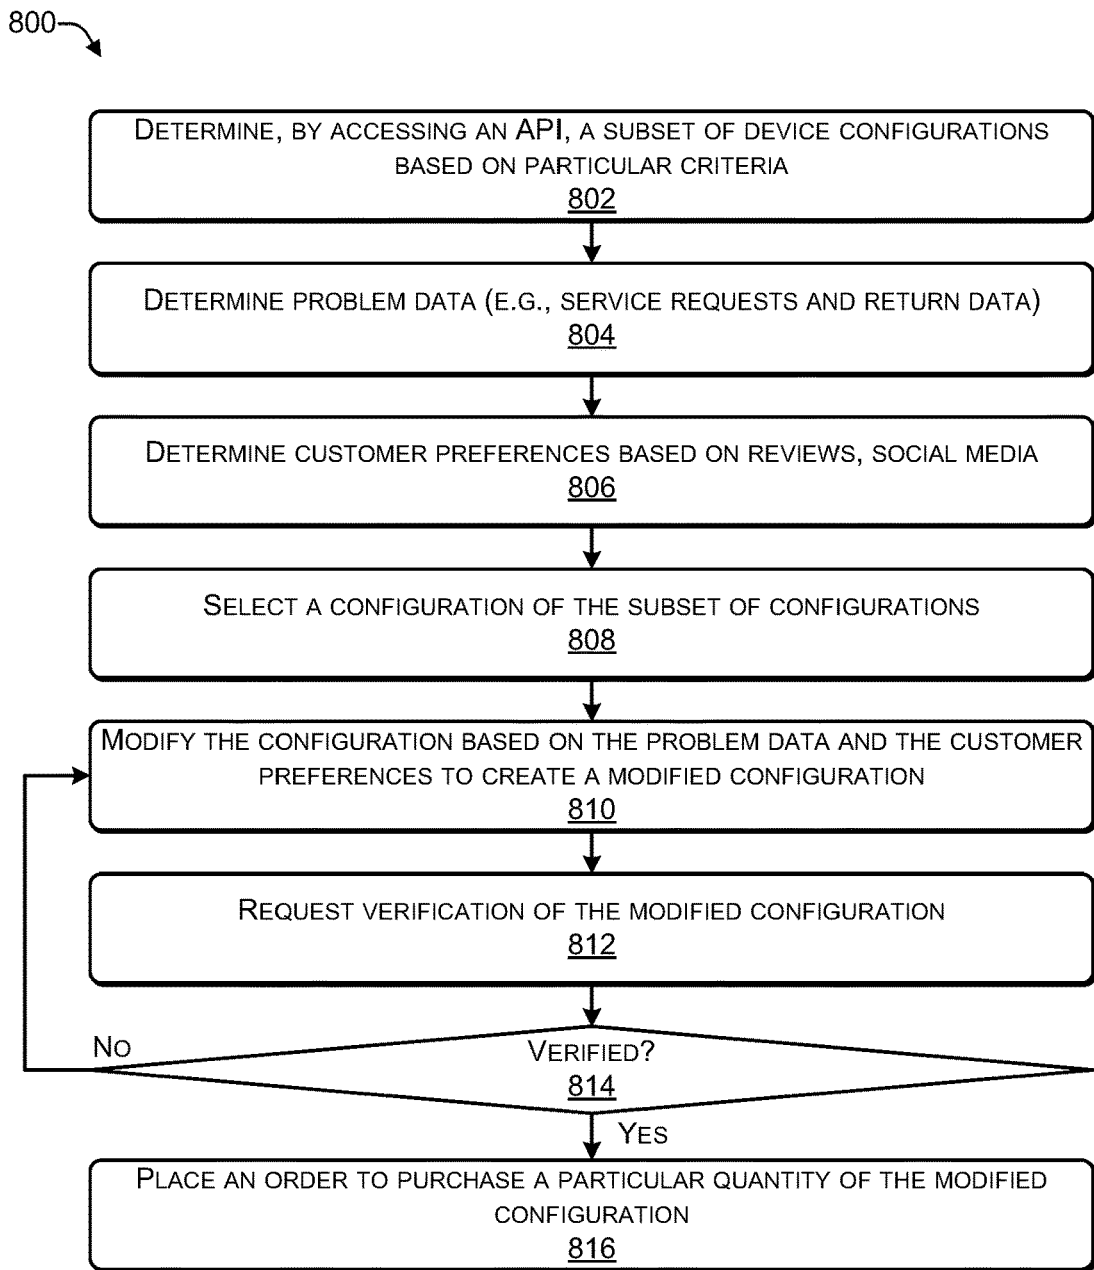 800
DETERMINE, BY ACCESSING AN API, A SUBSET OF DEVICE CONFIGURATIONS
BASED ON PARTICULAR CRITERIA
802
DETERMINE PROBLEM DATA (E.G., SERVICE REQUESTS AND RETURN DATA)
804
DETERMINE CUSTOMER PREFERENCES BASED ON REVIEWS, SOCIAL MEDIA
806
SELECT A CONFIGURATION OF THE SUBSET OF CONFIGURATIONS
808
MODIFY THE CONFIGURATION BASED ON THE PROBLEM DATA AND THE CUSTOMER
PREFERENCES TO CREATE A MODIFIED CONFIGURATION
810
REQUEST VERIFICATION OF THE MODIFIED CONFIGURATION
812
NO
VERIFIED?
814
YES
PLACE AN ORDER TO PURCHASE A PARTICULAR QUANTITY OF THE MODIFIED
CONFIGURATION
816